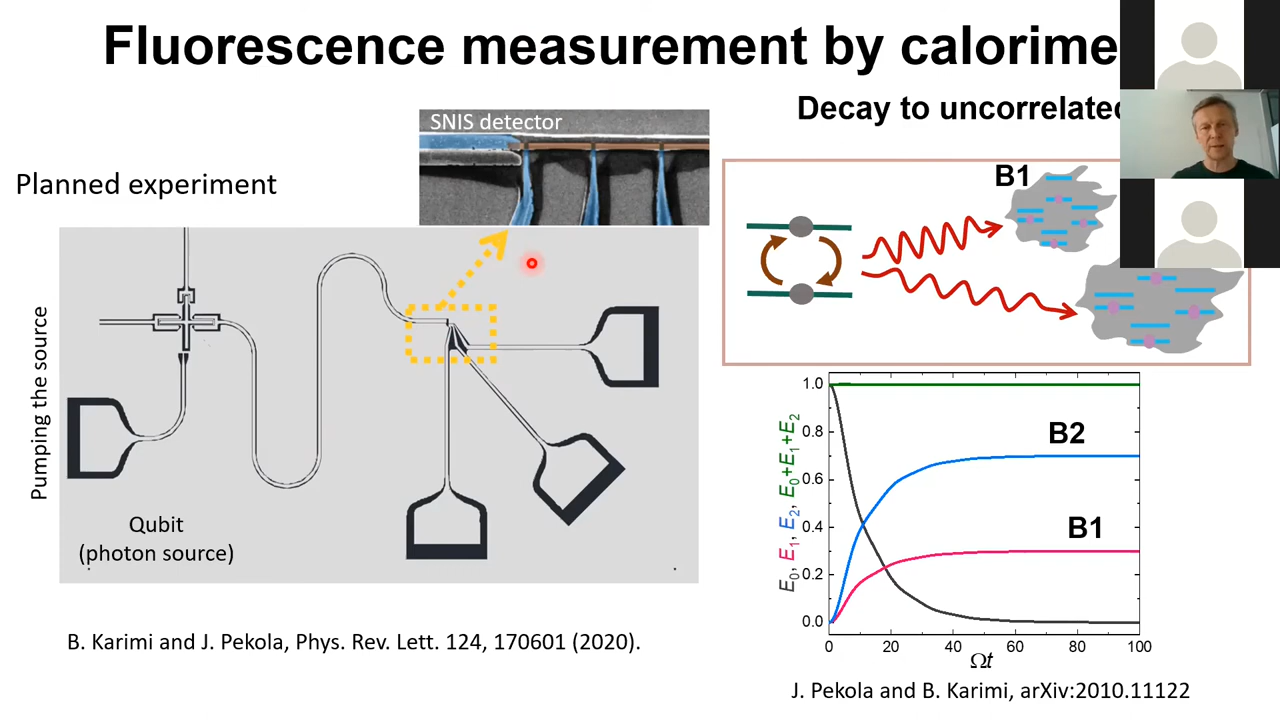 Fluorescence measurement by calorime
Decay to uncorrelated
SNIS detector
Planned experiment
B1
Pumping the source
Qubit
(photon source)
B. Karimi and J. Pekola, Phys. Rev. Lett. 124, 170601 (2020).
E0, E1, E2, E0+E1+E2
1.0
0.8
0.6
0.4
0.2
0.0
B2
B1
0 20 40 60 80 100
Ωt
J. Pekola and B. Karimi, arXiv:2010.11122